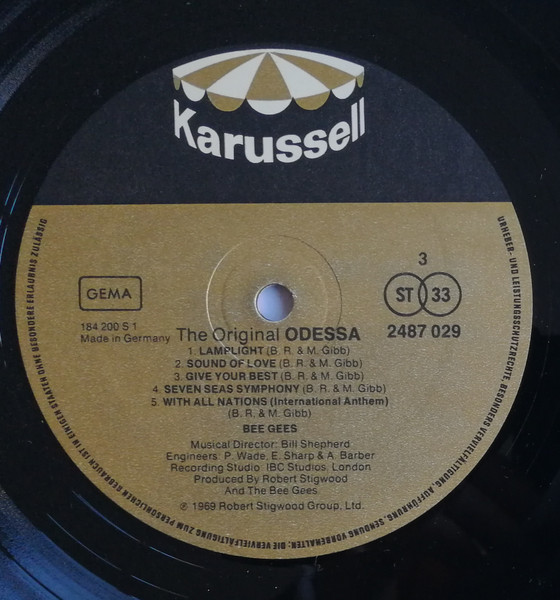 Karussell
GEMA
3
ST 33
184 200 S 1
Made in Germany
2487 029
The Original ODESSA
1. LAMPLIGHT (B. R. & M. Gibb)
2. SOUND OF LOVE (B. R. & M. Gibb)
3. GIVE YOUR BEST (B. R. & M. Gibb)
4. SEVEN SEAS SYMPHONY (B. R. & M. Gibb)
5. WITH ALL NATIONS (International Anthem)
(B. R. & M. Gibb)
BEE GEES
Musical Director: Bill Shepherd
Engineers: P. Wade, E. Sharp & A. Barber
Recording Studio: IBC Studios, London
Produced By Robert Stigwood
And The Bee Gees
℗ 1969 Robert Stigwood Group, Ltd.
URHEBER- UND LEISTUNGSSCHUTZRECHTE, BESONDERS VERVIELFÄLTIGUNG, AUFFÜHRUNG, SENDUNG VORBEHALTEN: DIE VERVIELFÄLTIGUNG ZUM PERSÖNLICHEN GEBRAUCH IST IN EINIGEN STAATEN OHNE BESONDERE ERLAUBNIS ZULÄSSIG